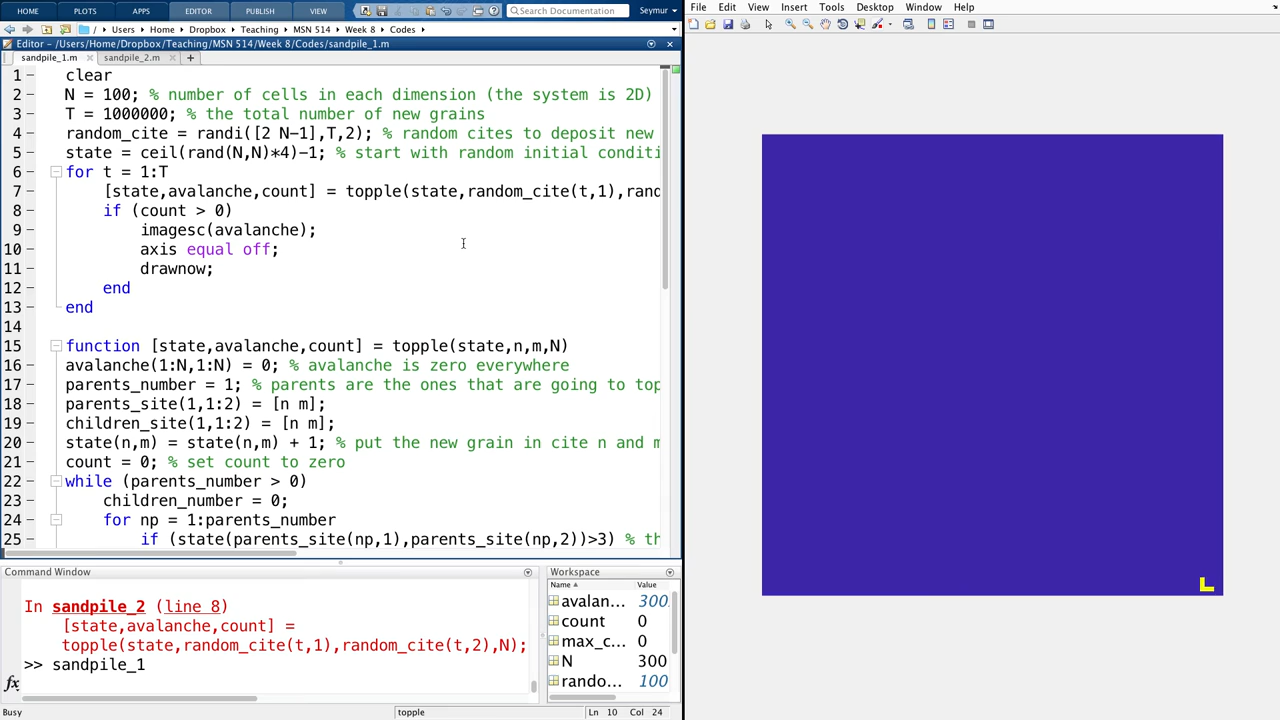 HOME PLOTS APPS EDITOR PUBLISH VIEW Search Documentation Seymur
/ Users Home Dropbox Teaching MSN 514 Week 8 Codes
Editor - /Users/Home/Dropbox/Teaching/MSN 514/Week 8/Codes/sandpile_1.m
sandpile_1.m sandpile_2.m
1 clear
2 N = 100; % number of cells in each dimension (the system is 2D)
3 T = 1000000; % the total number of new grains
4 random_cite = randi([2 N-1],T,2); % random cites to deposit new
5 state = ceil(rand(N,N)*4)-1; % start with random initial conditi
6 for t = 1:T
7 [state,avalanche,count] = topple(state,random_cite(t,1),rand
8 if (count > 0)
9 imagesc(avalanche);
10 axis equal off;
11 drawnow;
12 end
13 end
14
15 function [state,avalanche,count] = topple(state,n,m,N)
16 avalanche(1:N,1:N) = 0; % avalanche is zero everywhere
17 parents_number = 1; % parents are the ones that are going to top
18 parents_site(1,1:2) = [n m];
19 children_site(1,1:2) = [n m];
20 state(n,m) = state(n,m) + 1; % put the new grain in cite n and m
21 count = 0; % set count to zero
22 while (parents_number > 0)
23 children_number = 0;
24 for np = 1:parents_number
25 if (state(parents_site(np,1),parents_site(np,2))>3) % th
Command Window
In sandpile_2 (line 8)
[state,avalanche,count] =
topple(state,random_cite(t,1),random_cite(t,2),N);
>> sandpile_1
fx
Workspace
Name Value
avalan... 300
count 0
max_c... 0
N 300
rando... 100
Busy topple Ln 10 Col 24
File Edit View Insert Tools Desktop Window Help